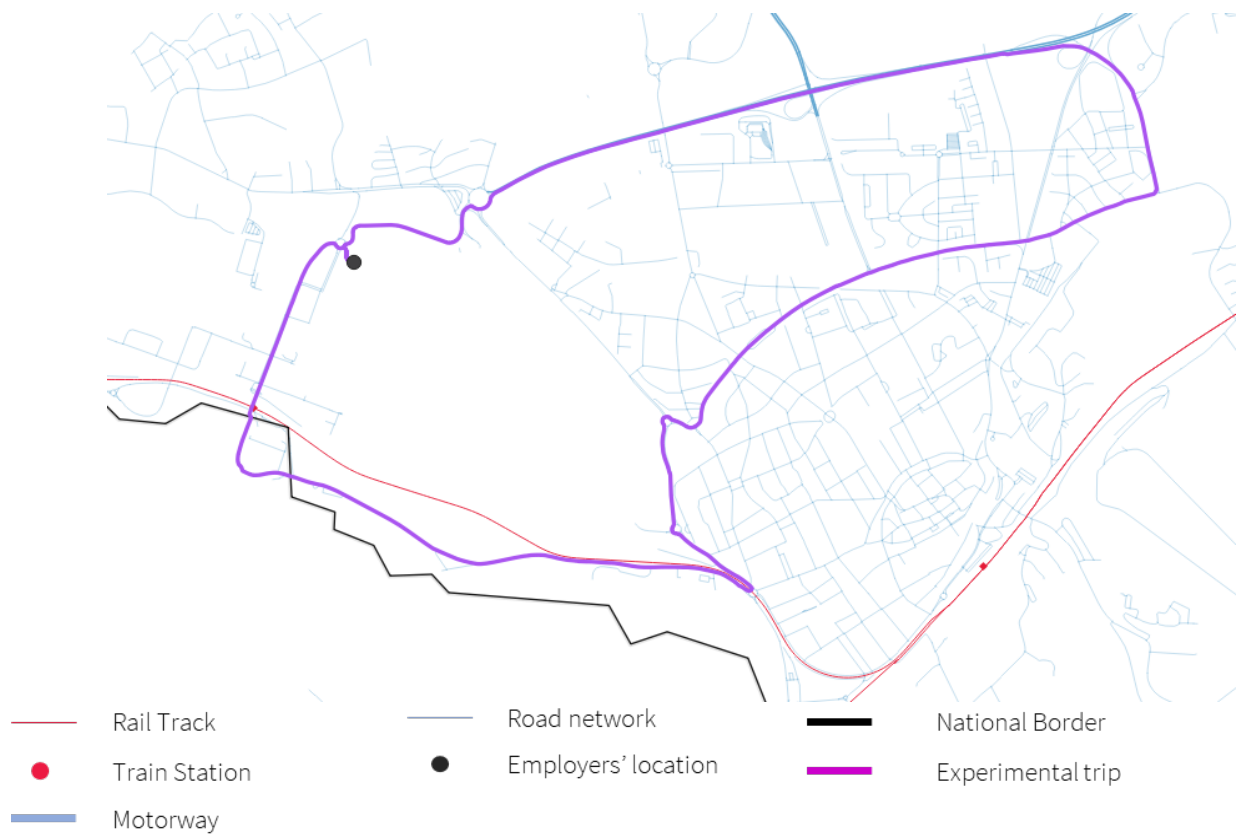 Rail Track
Road network
National Border
Train Station
Employers' location
Experimental trip
Motorway